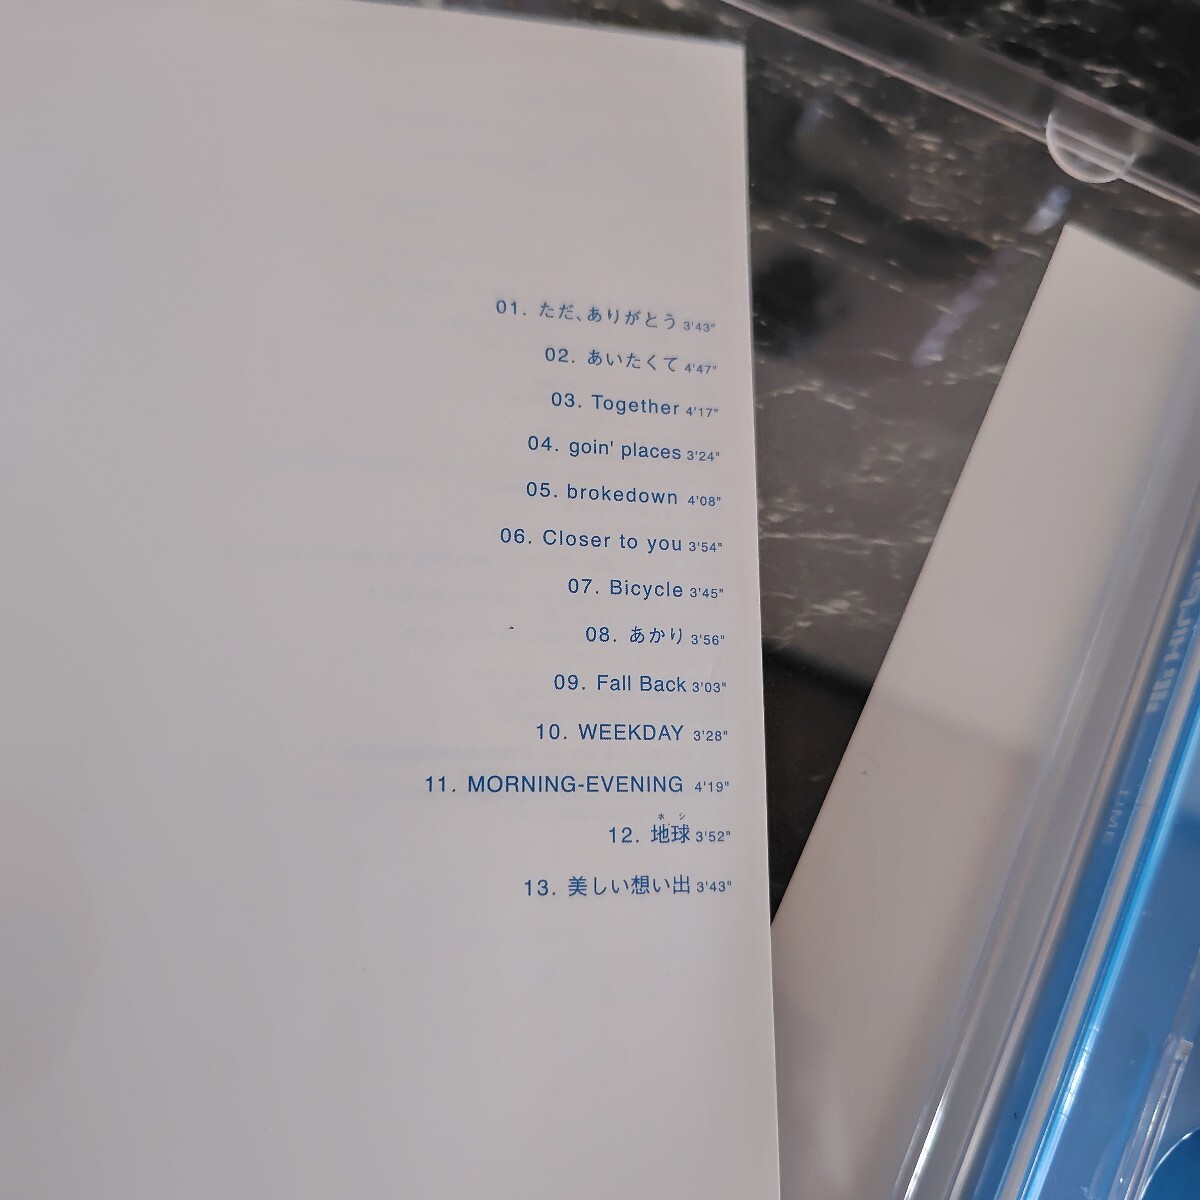 01. ただ、ありがとう 3'43"
02. あいたくて 4'47"
03. Together 4'17"
04. goin' places 3'24"
05. brokedown 4'08"
06. Closer to you 3'54"
07. Bicycle 3'45"
08. あかり 3'56"
09. Fall Back 3'03"
10. WEEKDAY 3'28"
11. MORNING-EVENING 4'19"
ホシ
12. 地球 3'52"
13. 美しい想い出 3'43"
TIME